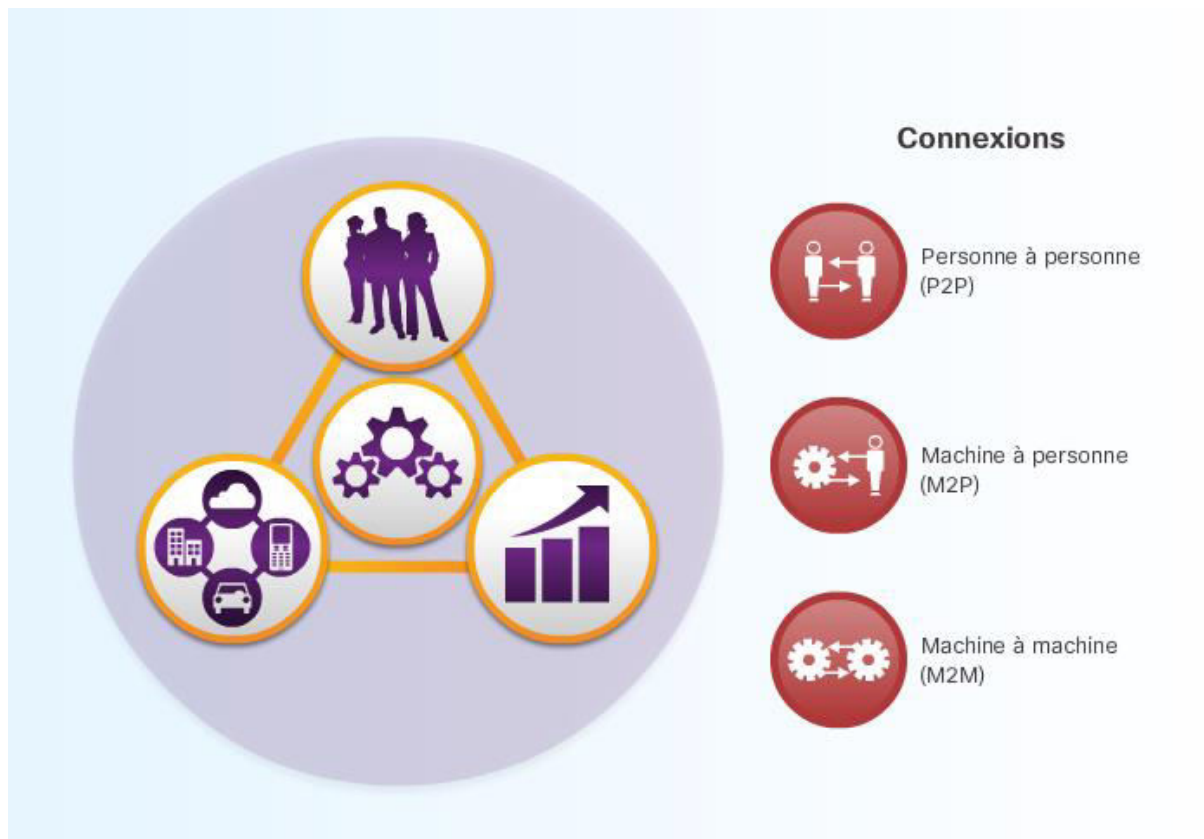 Connexions
Personne à personne
(P2P)
Machine à personne
(M2P)
Machine à machine
(M2M)